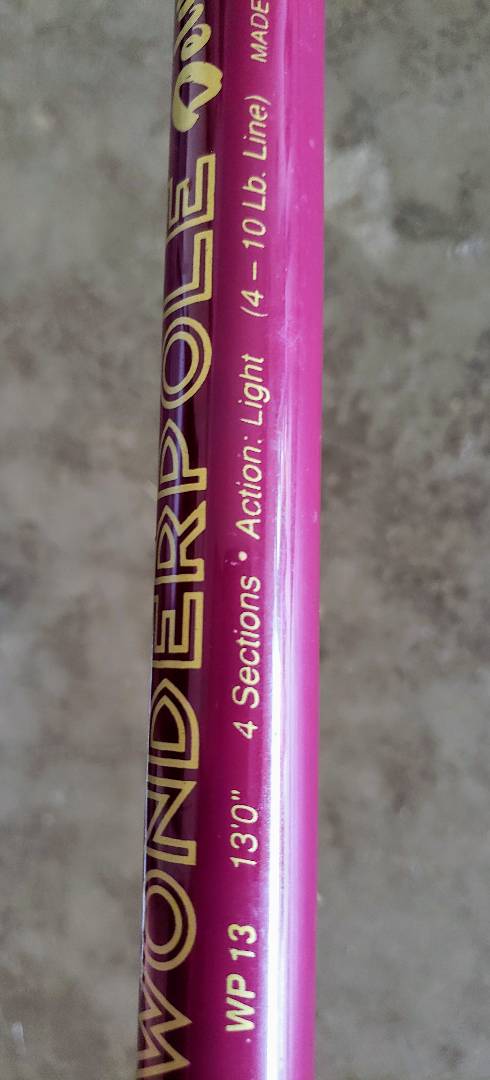 WONDERPOLE
WP 13 13'0" 4 Sections • Action: Light (4 – 10 Lb. Line) MADE